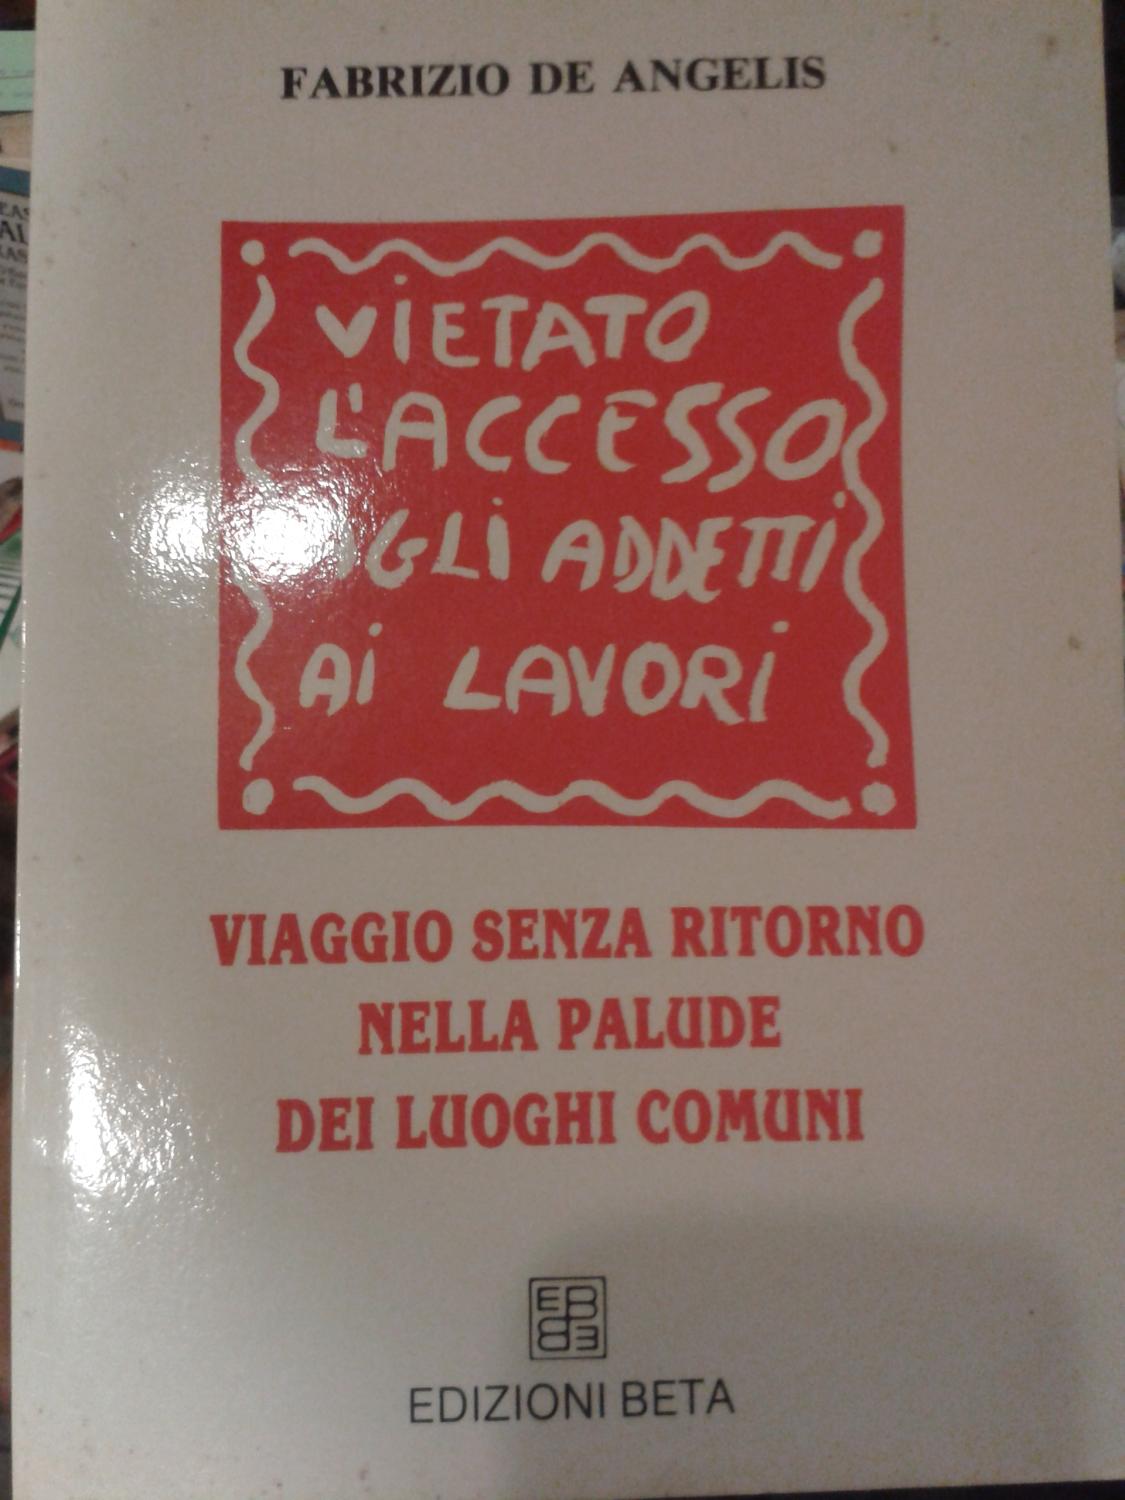 FABRIZIO DE ANGELIS
VIETATO
L'ACCESSO
AGLI ADDETTI
AI LAVORI
VIAGGIO SENZA RITORNO
NELLA PALUDE
DEI LUOGHI COMUNI
EDIZIONI BETA